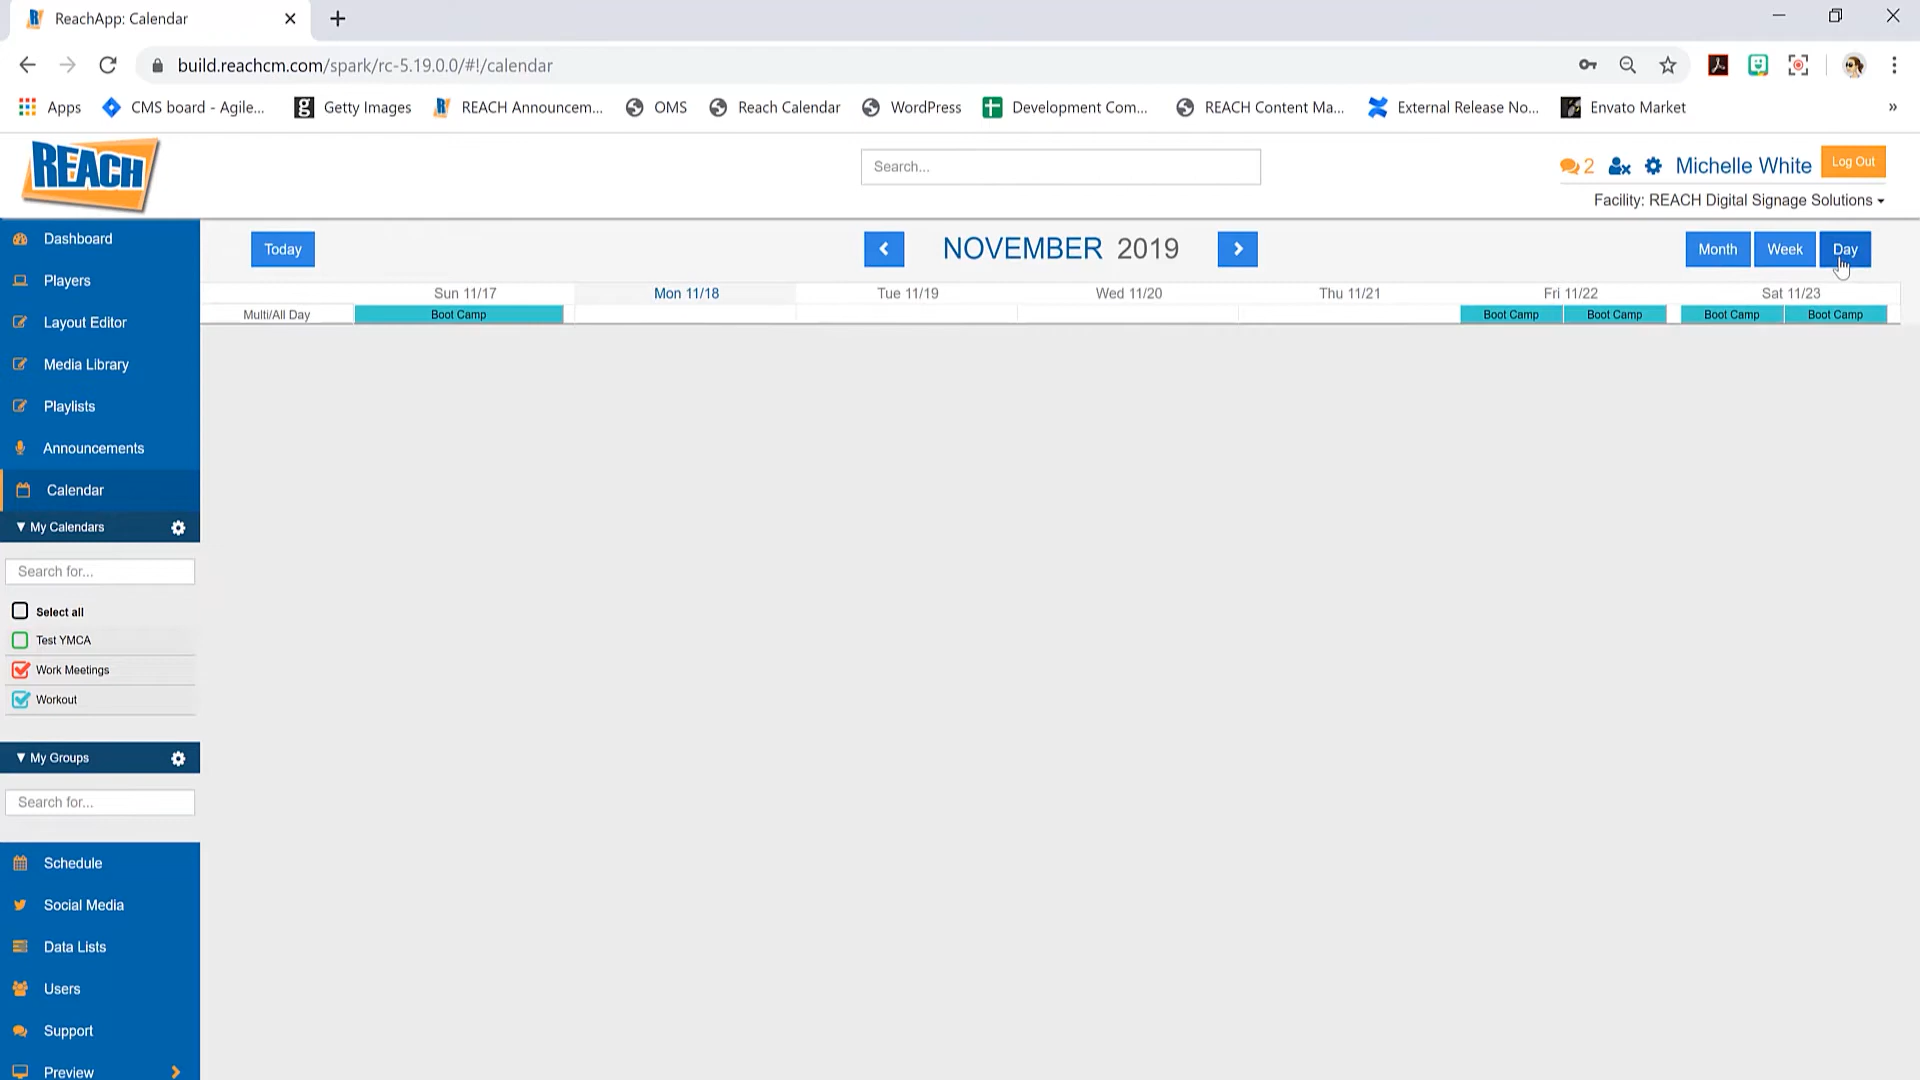 ReachApp: Calendar
build.reachcm.com/spark/rc-5.19.0.0/#!/calendar
Apps
CMS board - Agile...
Getty Images
REACH Announcem...
OMS
Reach Calendar
WordPress
Development Com...
REACH Content Ma...
External Release No...
Envato Market
»
REACH
Search...
2
Michelle White
Log Out
Facility: REACH Digital Signage Solutions
Dashboard
Players
Layout Editor
Media Library
Playlists
Announcements
Calendar
My Calendars
Search for...
Select all
Test YMCA
Work Meetings
Workout
My Groups
Search for...
Schedule
Social Media
Data Lists
Users
Support
Preview
Today
NOVEMBER 2019
Month
Week
Day
Sun 11/17
Mon 11/18
Tue 11/19
Wed 11/20
Thu 11/21
Fri 11/22
Sat 11/23
Multi/All Day
Boot Camp
Boot Camp
Boot Camp
Boot Camp
Boot Camp